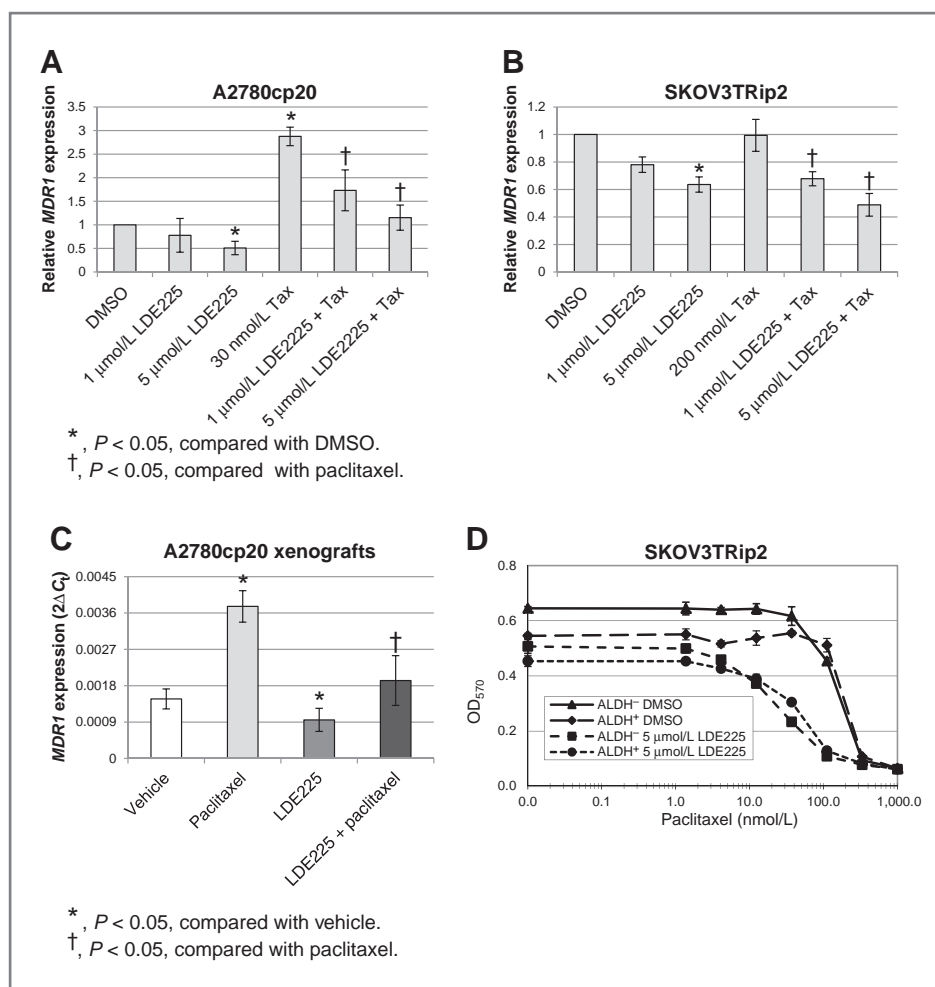 A
A2780cp20
Relative MDR1 expression
3.5
3
2.5
2
1.5
1
0.5
0
*
*
†
†
DMSO
1 μmol/L LDE225
5 μmol/L LDE225
30 nmol/L Tax
1 μmol/L LDE2225 + Tax
5 μmol/L LDE2225 + Tax
*, P < 0.05, compared with DMSO.
†, P < 0.05, compared with paclitaxel.
B
SKOV3TRip2
Relative MDR1 expression
1.2
1
0.8
0.6
0.4
0.2
0
*
†
†
DMSO
1 μmol/L LDE225
5 μmol/L LDE225
200 nmol/L Tax
1 μmol/L LDE225 + Tax
5 μmol/L LDE225 + Tax
C
A2780cp20 xenografts
MDR1 expression (2ΔCt)
0.0045
0.0036
0.0027
0.0018
0.0009
0
*
*
†
Vehicle
Paclitaxel
LDE225
LDE225 + paclitaxel
*, P < 0.05, compared with vehicle.
†, P < 0.05, compared with paclitaxel.
D
SKOV3TRip2
OD570
0.8
0.6
0.4
0.2
0.0
ALDH− DMSO
ALDH+ DMSO
ALDH− 5 μmol/L LDE225
ALDH+ 5 μmol/L LDE225
0.0
0.1
1.0
10.0
100.0
1,000.0
Paclitaxel (nmol/L)